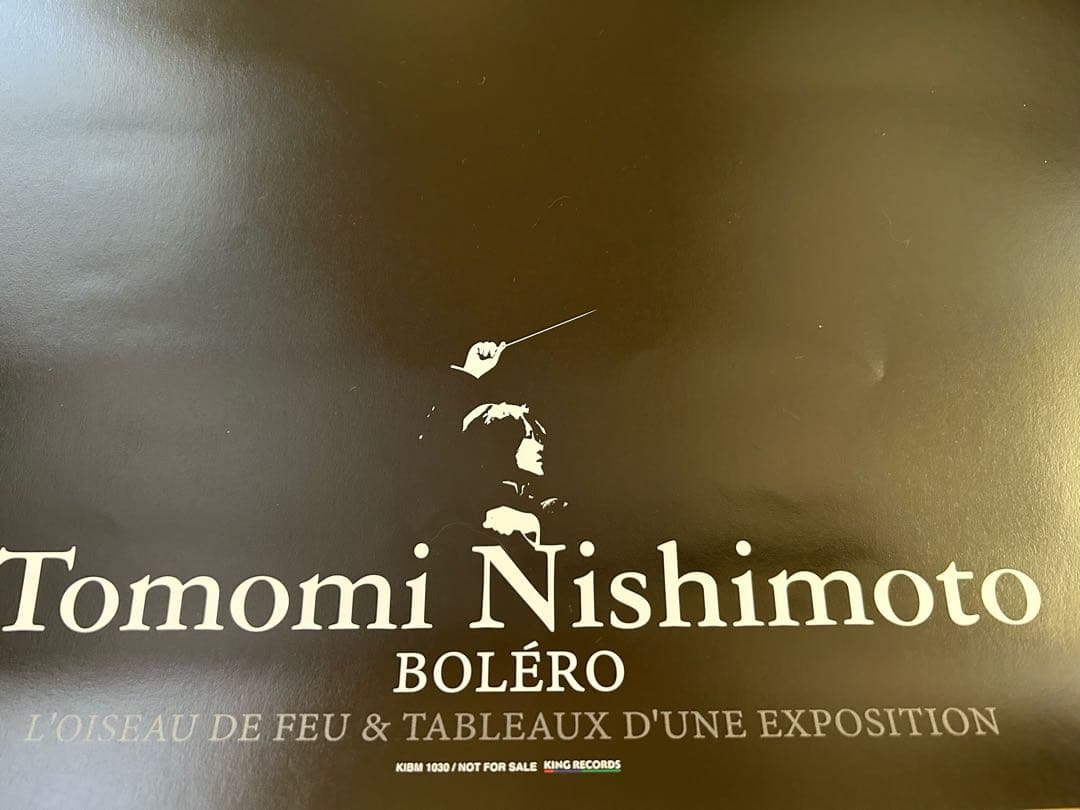 Tomomi Nishimoto
BOLÉRO
L'OISEAU DE FEU & TABLEAUX D'UNE EXPOSITION
KIBM 1030 / NOT FOR SALE KING RECORDS